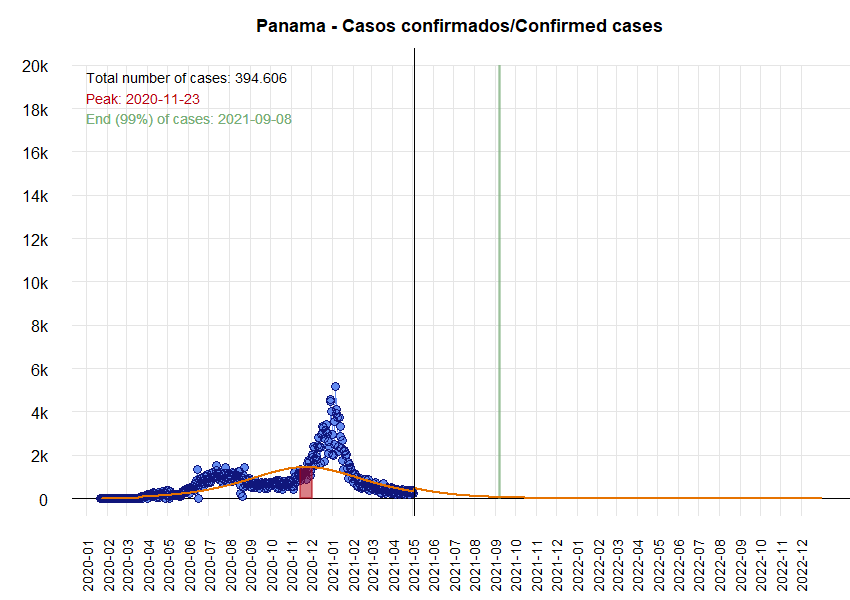 Panama - Casos confirmados/Confirmed cases
20k
18k
16k
14k
12k
10k
8k
6k
4k
2k
0
Total number of cases: 394.606
Peak: 2020-11-23
End (99%) of cases: 2021-09-08
2020-01
2020-02
2020-03
2020-04
2020-05
2020-06
2020-07
2020-08
2020-09
2020-10
2020-11
2020-12
2021-01
2021-02
2021-03
2021-04
2021-05
2021-06
2021-07
2021-08
2021-09
2021-10
2021-11
2021-12
2022-01
2022-02
2022-03
2022-04
2022-05
2022-06
2022-07
2022-08
2022-09
2022-10
2022-11
2022-12